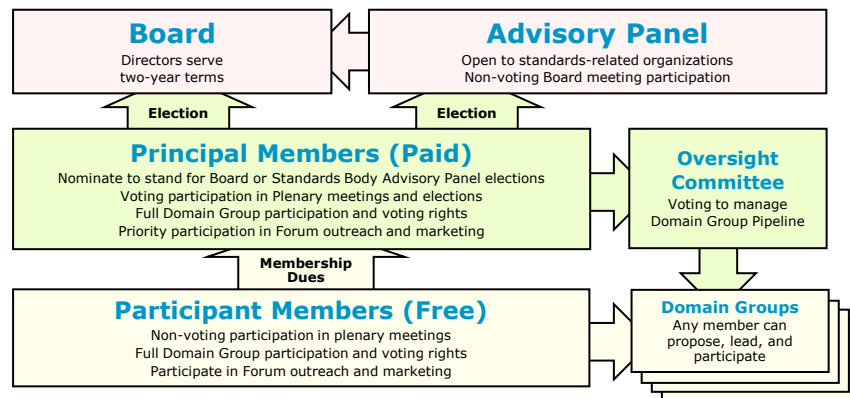 Board
Directors serve
two-year terms
Advisory Panel
Open to standards-related organizations
Non-voting Board meeting participation
Election
Election
Principal Members (Paid)
Nominate to stand for Board or Standards Body Advisory Panel elections
Voting participation in Plenary meetings and elections
Full Domain Group participation and voting rights
Priority participation in Forum outreach and marketing
Oversight
Committee
Voting to manage
Domain Group Pipeline
Membership
Dues
Participant Members (Free)
Non-voting participation in plenary meetings
Full Domain Group participation and voting rights
Participate in Forum outreach and marketing
Domain Groups
Any member can
propose, lead, and
participate